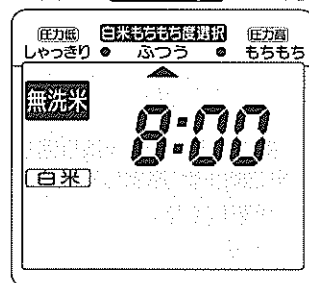 圧力低 白米もちもち度選択 圧力高
しゃっきり ● ふつう ● もちもち
無洗米
8:00
白米